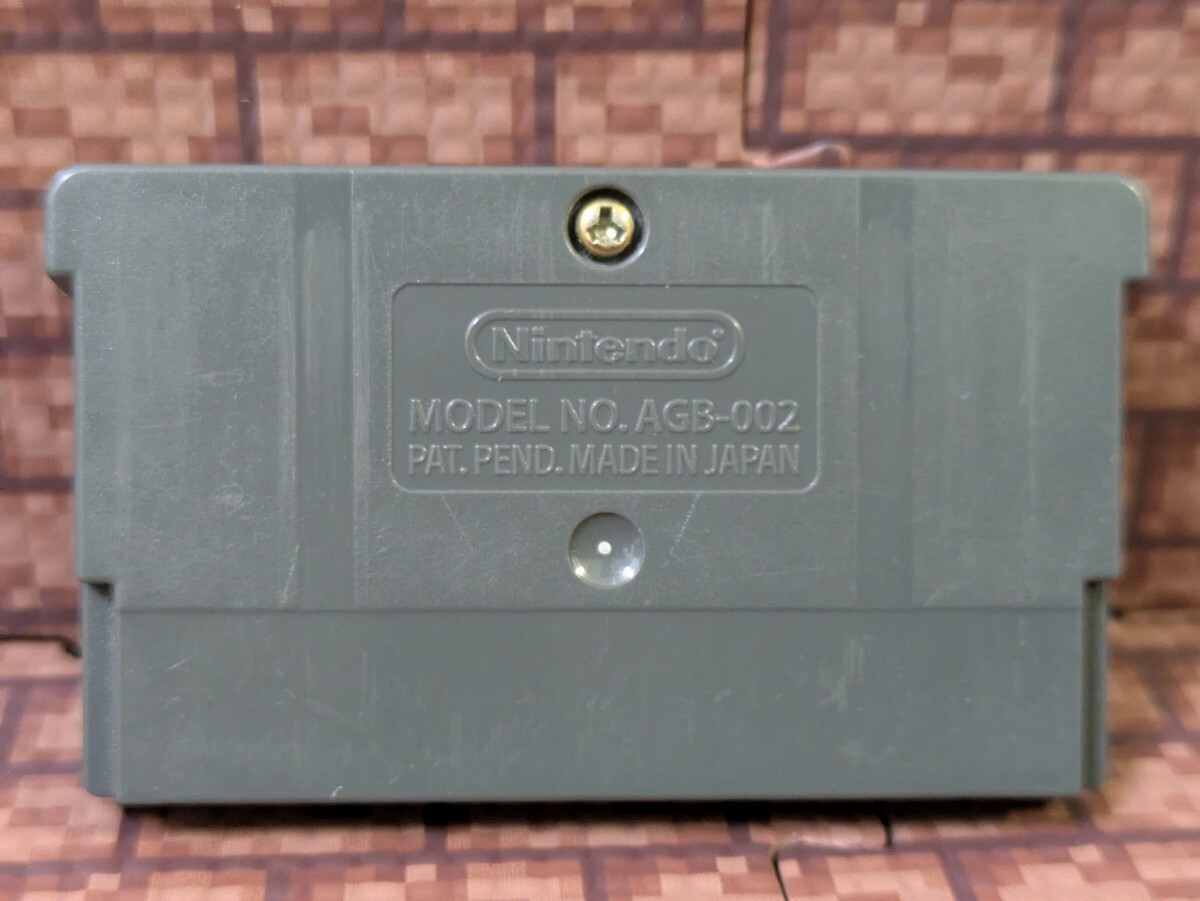 Nintendo
MODEL NO. AGB-002
PAT. PEND. MADE IN JAPAN